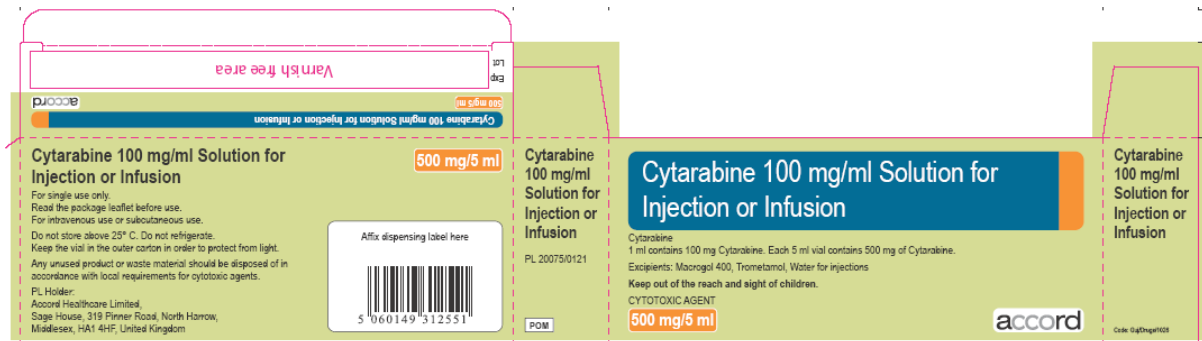 Varnish free area
Lot
Exp
accord
500 mg/5 ml
Cytarabine 100 mg/ml Solution for Injection or Infusion
Cytarabine 100 mg/ml Solution for
Injection or Infusion
500 mg/5 ml
For single use only.
Read the package leaflet before use.
For intravenous use or subcutaneous use.
Do not store above 25° C. Do not refrigerate.
Keep the vial in the outer carton in order to protect from light.
Any unused product or waste material should be disposed of in
accordance with local requirements for cytotoxic agents.
PL Holder:
Accord Healthcare Limited,
Sage House, 319 Pinner Road, North Harrow,
Middlesex, HA1 4HF, United Kingdom
Affix dispensing label here
5 060149 312551
Cytarabine
100 mg/ml
Solution for
Injection or
Infusion
PL 20075/0121
POM
Cytarabine 100 mg/ml Solution for
Injection or Infusion
Cytarabine
1 ml contains 100 mg Cytarabine. Each 5 ml vial contains 500 mg of Cytarabine.
Excipients: Macrogol 400, Trometamol, Water for injections
Keep out of the reach and sight of children.
CYTOTOXIC AGENT
500 mg/5 ml
accord
Cytarabine
100 mg/ml
Solution for
Injection or
Infusion
Code: